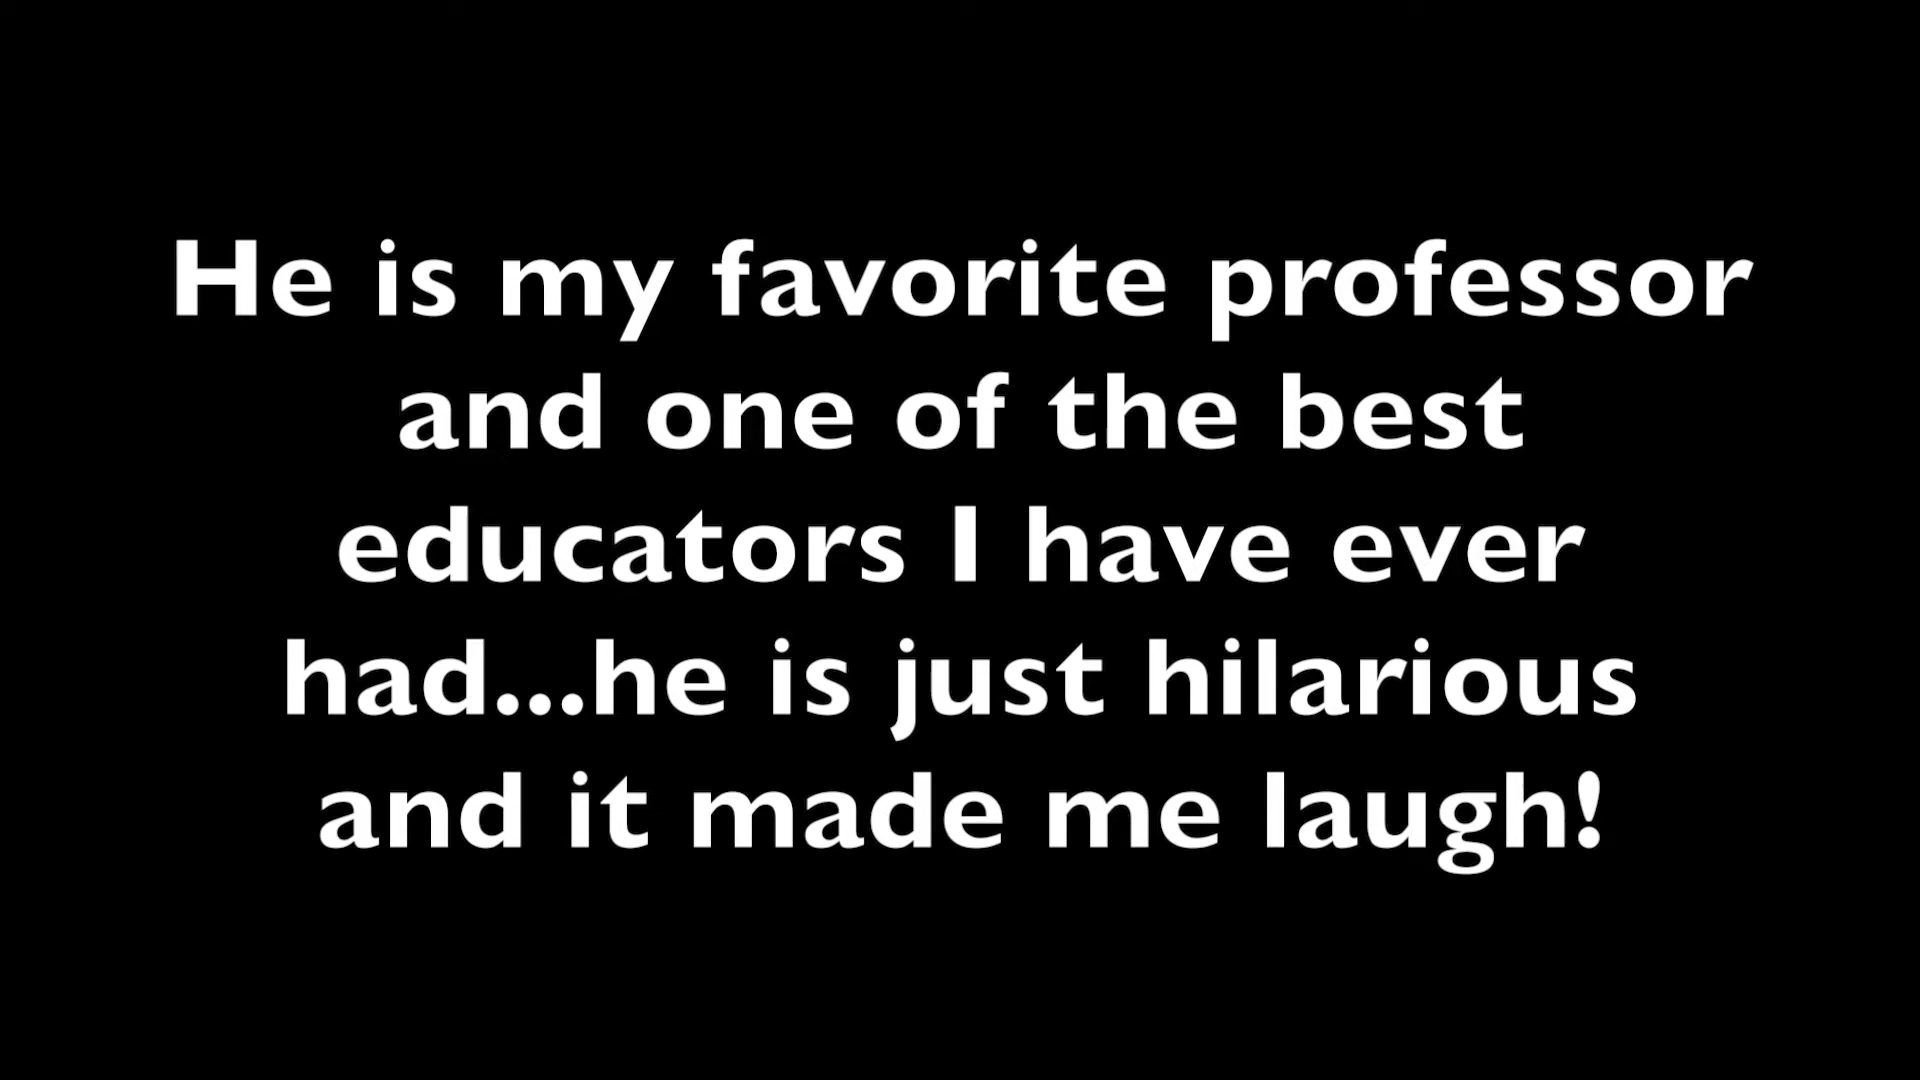 He is my favorite professor
and one of the best
educators I have ever
had...he is just hilarious
and it made me laugh!